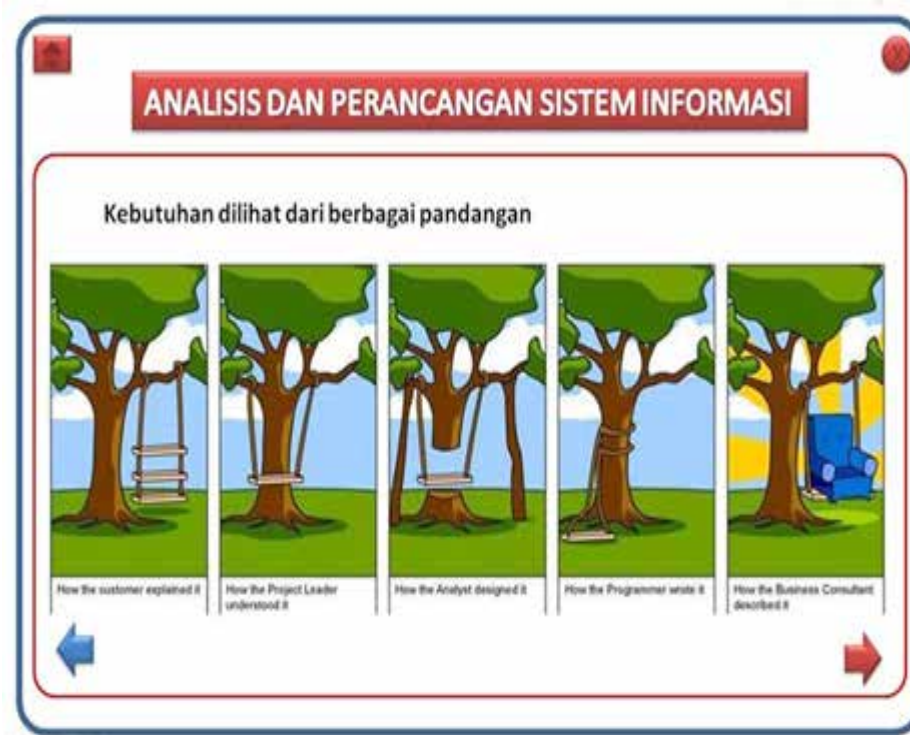 ANALISIS DAN PERANCANGAN SISTEM INFORMASI
Kebutuhan dilihat dari berbagai pandangan
How the customer explained it
How the Project Leader
understood it
How the Analyst designed it
How the Programmer wrote it
How the Business Consultant
described it